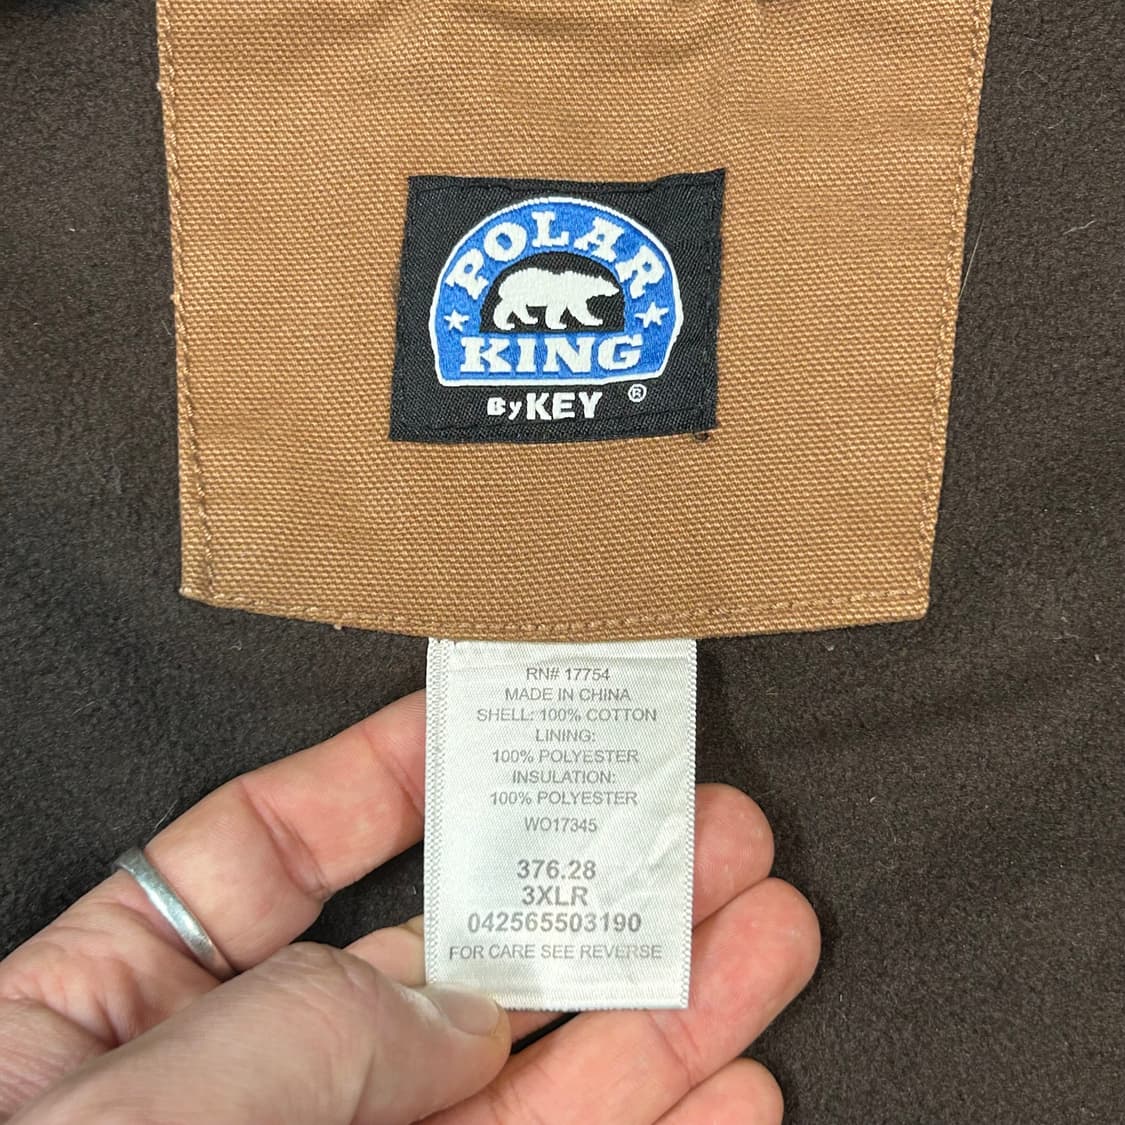 POLAR
KING
By KEY ®
RN# 17754
MADE IN CHINA
SHELL: 100% COTTON
LINING:
100% POLYESTER
INSULATION:
100% POLYESTER
WO17345
376.28
3XLR
042565503190
FOR CARE SEE REVERSE